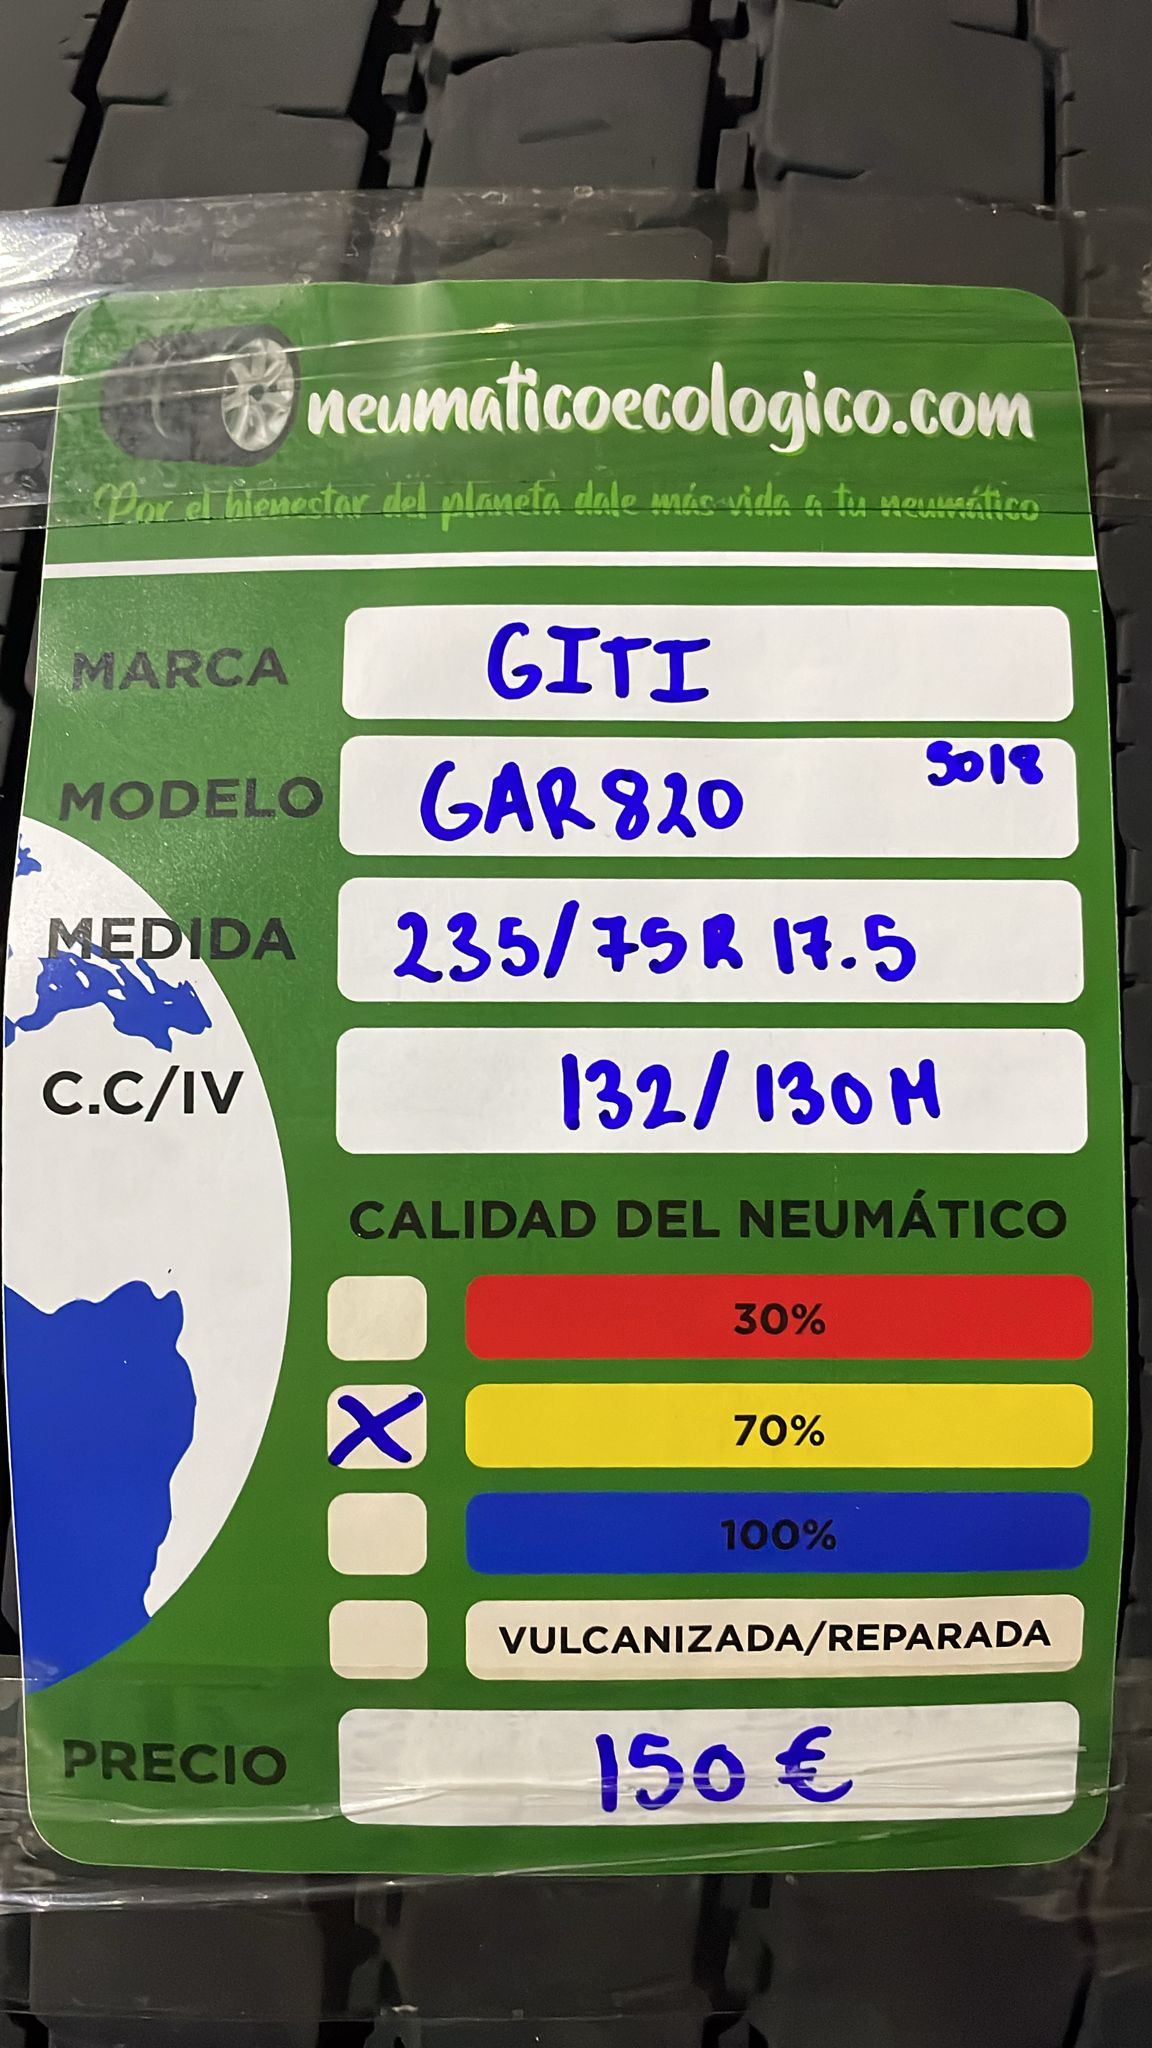 neumaticoecologico.com
Por el bienestar del planeta dale más vida a tu neumático
MARCA GITI
MODELO GAR820 5018
MEDIDA 235/75R 17.5
C.C/IV 132/130M
CALIDAD DEL NEUMÁTICO
30%
X 70%
100%
VULCANIZADA/REPARADA
PRECIO 150 €